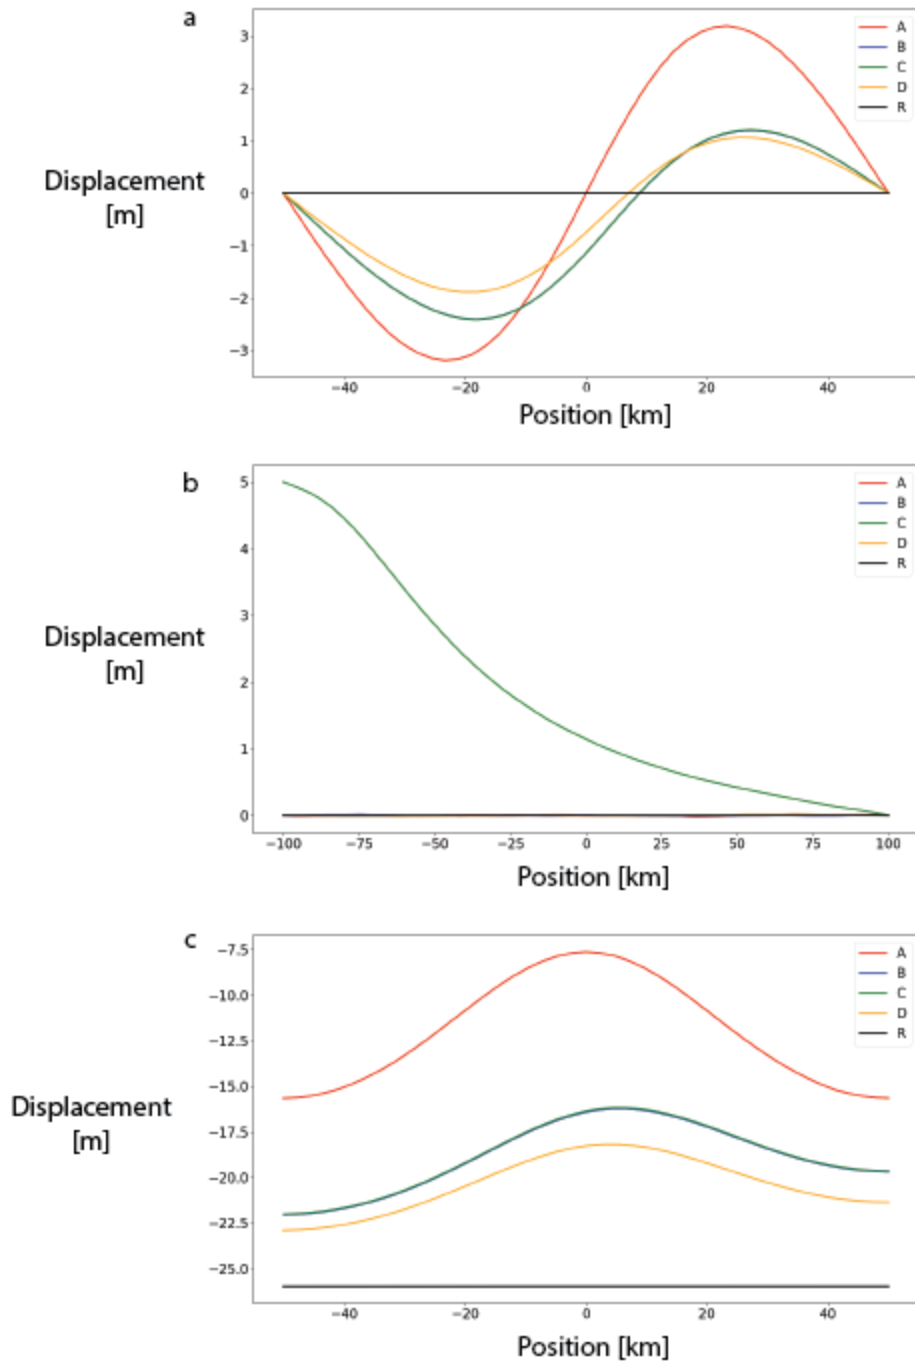 a
3
2
1
0
−1
−2
−3
Displacement
[m]
A
B
C
D
R
−40 −20 0 20 40
Position [km]
b
5
4
3
2
1
0
Displacement
[m]
A
B
C
D
R
−100 −75 −50 −25 0 25 50 75 100
Position [km]
c
−7.5
−10.0
−12.5
−15.0
−17.5
−20.0
−22.5
−25.0
Displacement
[m]
A
B
C
D
R
−40 −20 0 20 40
Position [km]